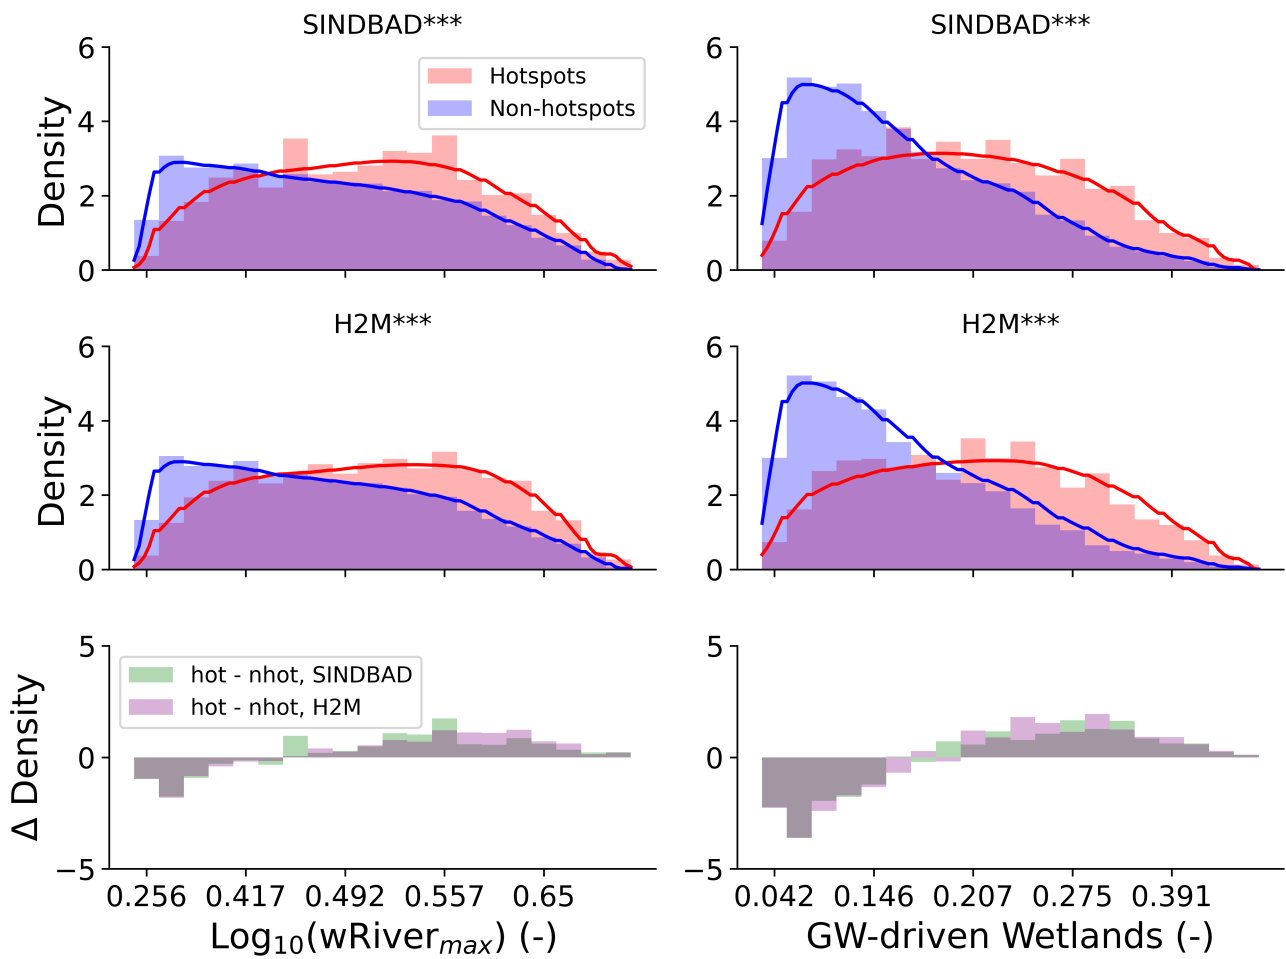 SINDBAD***
SINDBAD***
6
4
2
0
Density
Hotspots
Non-hotspots
6
4
2
0
H2M***
H2M***
6
4
2
0
Density
6
4
2
0
5
0
−5
Δ Density
hot - nhot, SINDBAD
hot - nhot, H2M
5
0
−5
0.256 0.417 0.492 0.557 0.65
0.042 0.146 0.207 0.275 0.391
Log₁₀(wRiverₘₐₓ) (-)
GW-driven Wetlands (-)